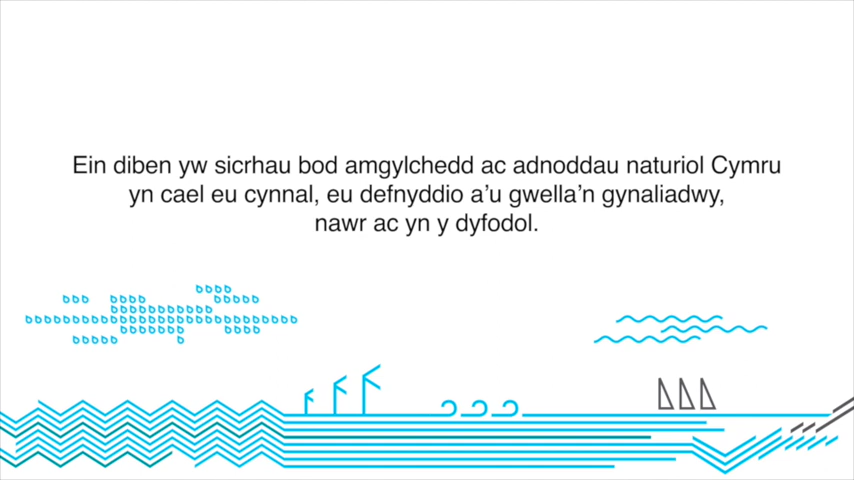 Ein diben yw sicrhau bod amgylchedd ac adnoddau naturiol Cymru
yn cael eu cynnal, eu defnyddio a’u gwella’n gynaliadwy,
nawr ac yn y dyfodol.